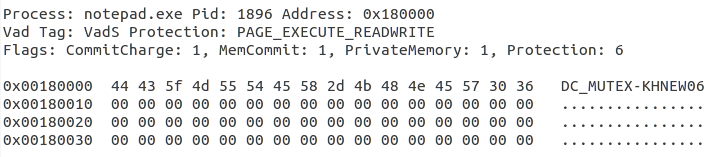 Process: notepad.exe Pid: 1896 Address: 0x180000
Vad Tag: VadS Protection: PAGE_EXECUTE_READWRITE
Flags: CommitCharge: 1, MemCommit: 1, PrivateMemory: 1, Protection: 6
0x00180000  44 43 5f 4d 55 54 45 58 2d 4b 48 4e 45 57 30 36   DC_MUTEX-KHNEW06
0x00180010  00 00 00 00 00 00 00 00 00 00 00 00 00 00 00 00   ................
0x00180020  00 00 00 00 00 00 00 00 00 00 00 00 00 00 00 00   ................
0x00180030  00 00 00 00 00 00 00 00 00 00 00 00 00 00 00 00   ................